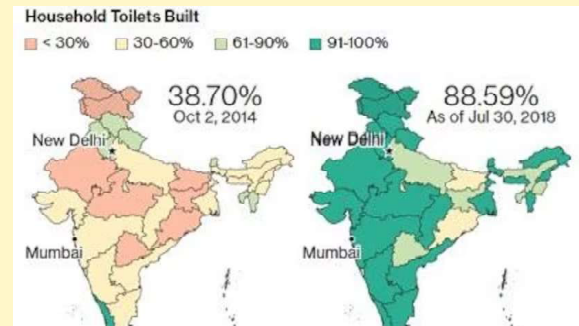 Household Toilets Built
< 30% 30-60% 61-90% 91-100%
38.70%
Oct 2, 2014
New Delhi
Mumbai
88.59%
As of Jul 30, 2018
New Delhi
Mumbai